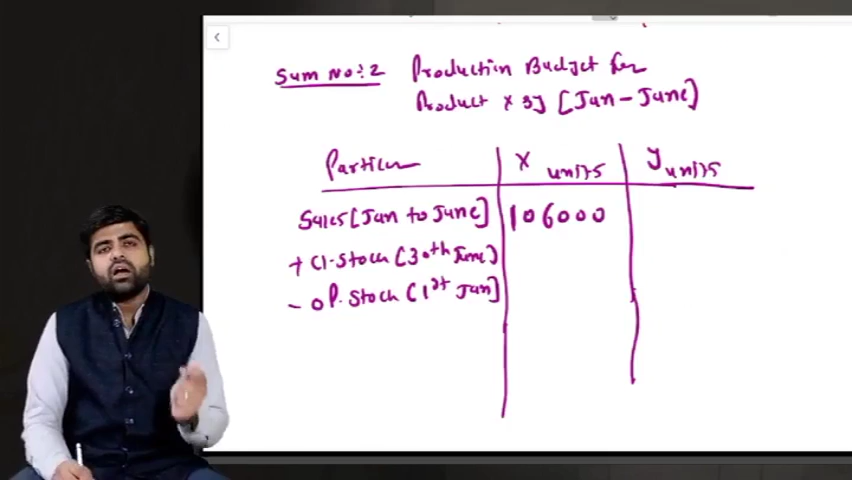 Sum No:2 Production Budget for
Product x & y [Jan - June]
Particular X units Y units
Sales [Jan to June] 106000
+ Cl. Stock (30th June)
- OP. Stock (1st Jan]